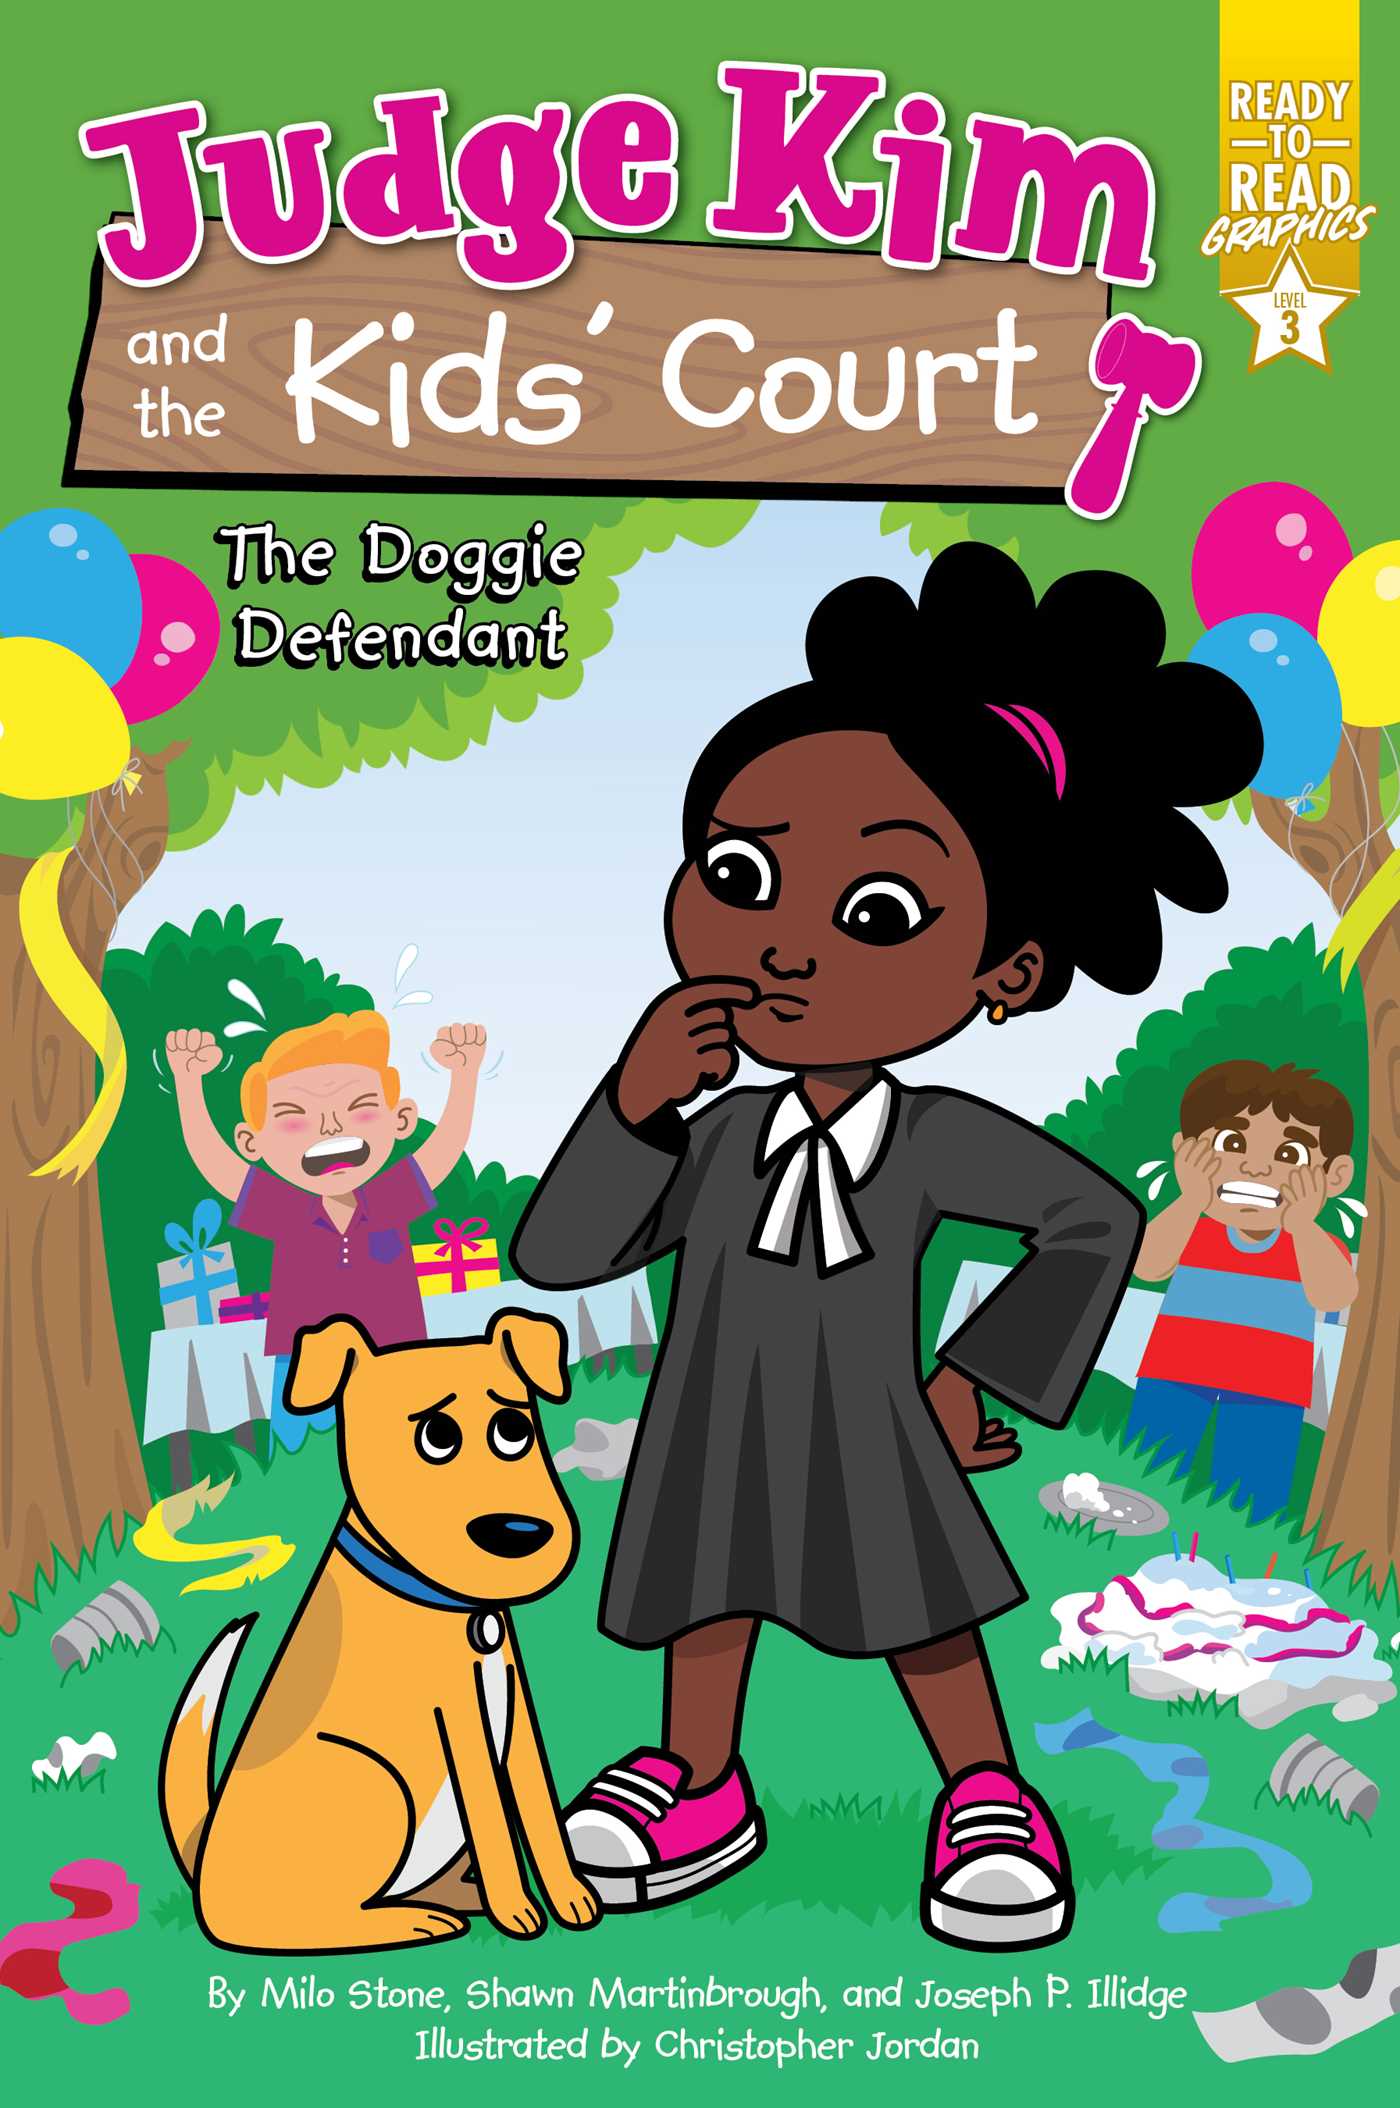 Judge Kim
and
the
Kids' Court
READY
TO
READ
GRAPHICS
LEVEL
3
The Doggie
Defendant
By Milo Stone, Shawn Martinbrough, and Joseph P. Illidge
Illustrated by Christopher Jordan